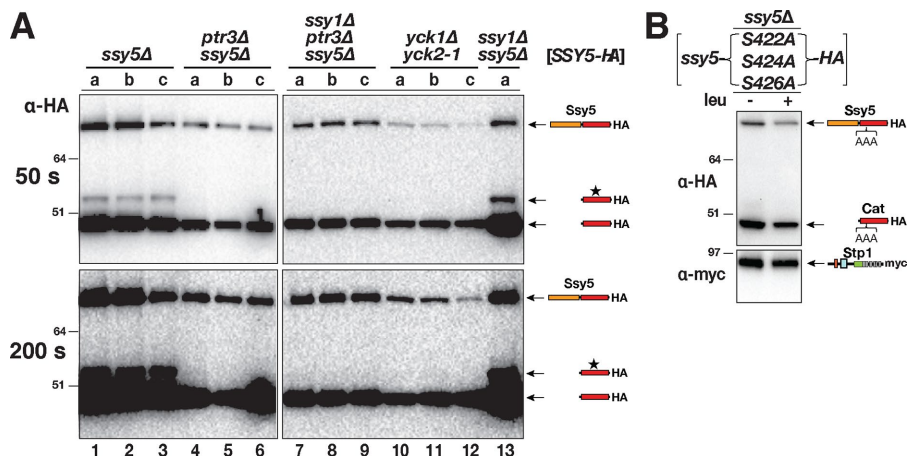 A
ssy5Δ
ptr3Δ
ssy5Δ
ssy1Δ
ptr3Δ
ssy5Δ
yck1Δ
yck2-1
ssy1Δ
ssy5Δ
[SSY5-HA]
a b c a b c a b c a b c a
α-HA
Ssy5
HA
64
50 s
★
HA
51
HA
Ssy5
HA
64
200 s
★
HA
51
HA
1 2 3 4 5 6 7 8 9 10 11 12 13
B
ssy5Δ
S422A
[ssy5-{S424A}-HA]
S426A
leu - +
Ssy5
HA
AAA
64
α-HA
51
Cat
HA
AAA
97
Stp1
myc
α-myc